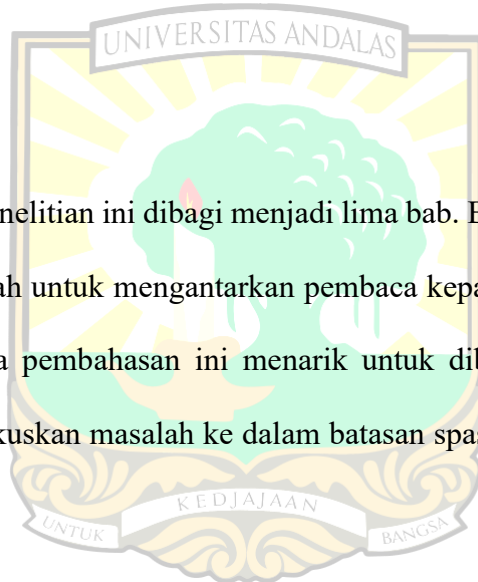 UNIVERSITAS ANDALAS
nelitian ini dibagi menjadi lima bab. B
ah untuk mengantarkan pembaca kepa
a pembahasan ini menarik untuk dib
kuskan masalah ke dalam batasan spas
KEDJAJAAN
UNTUK BANGSA